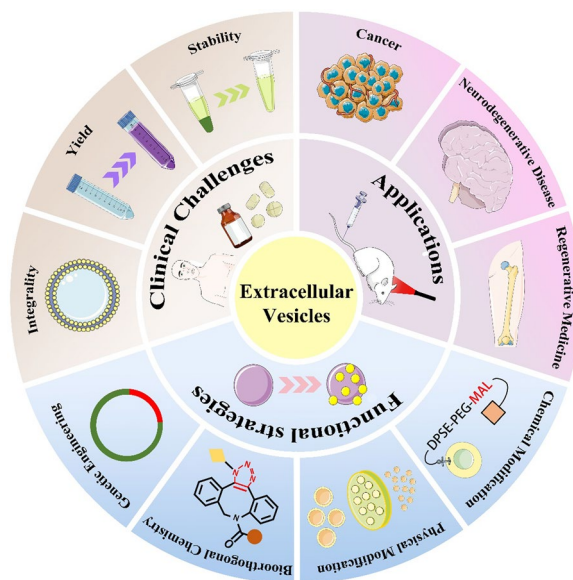 Stability
Cancer
Yield
Neurodegenerative Disease
Clinical Challenges
Applications
Integrality
Extracellular
Vesicles
Regenerative Medicine
Functional strategies
Genetic Engineering
Bioorthogonal Chemistry
N
N
N
N
O
Physical Modification
DPSE-PEG-MAL
Chemical Modification